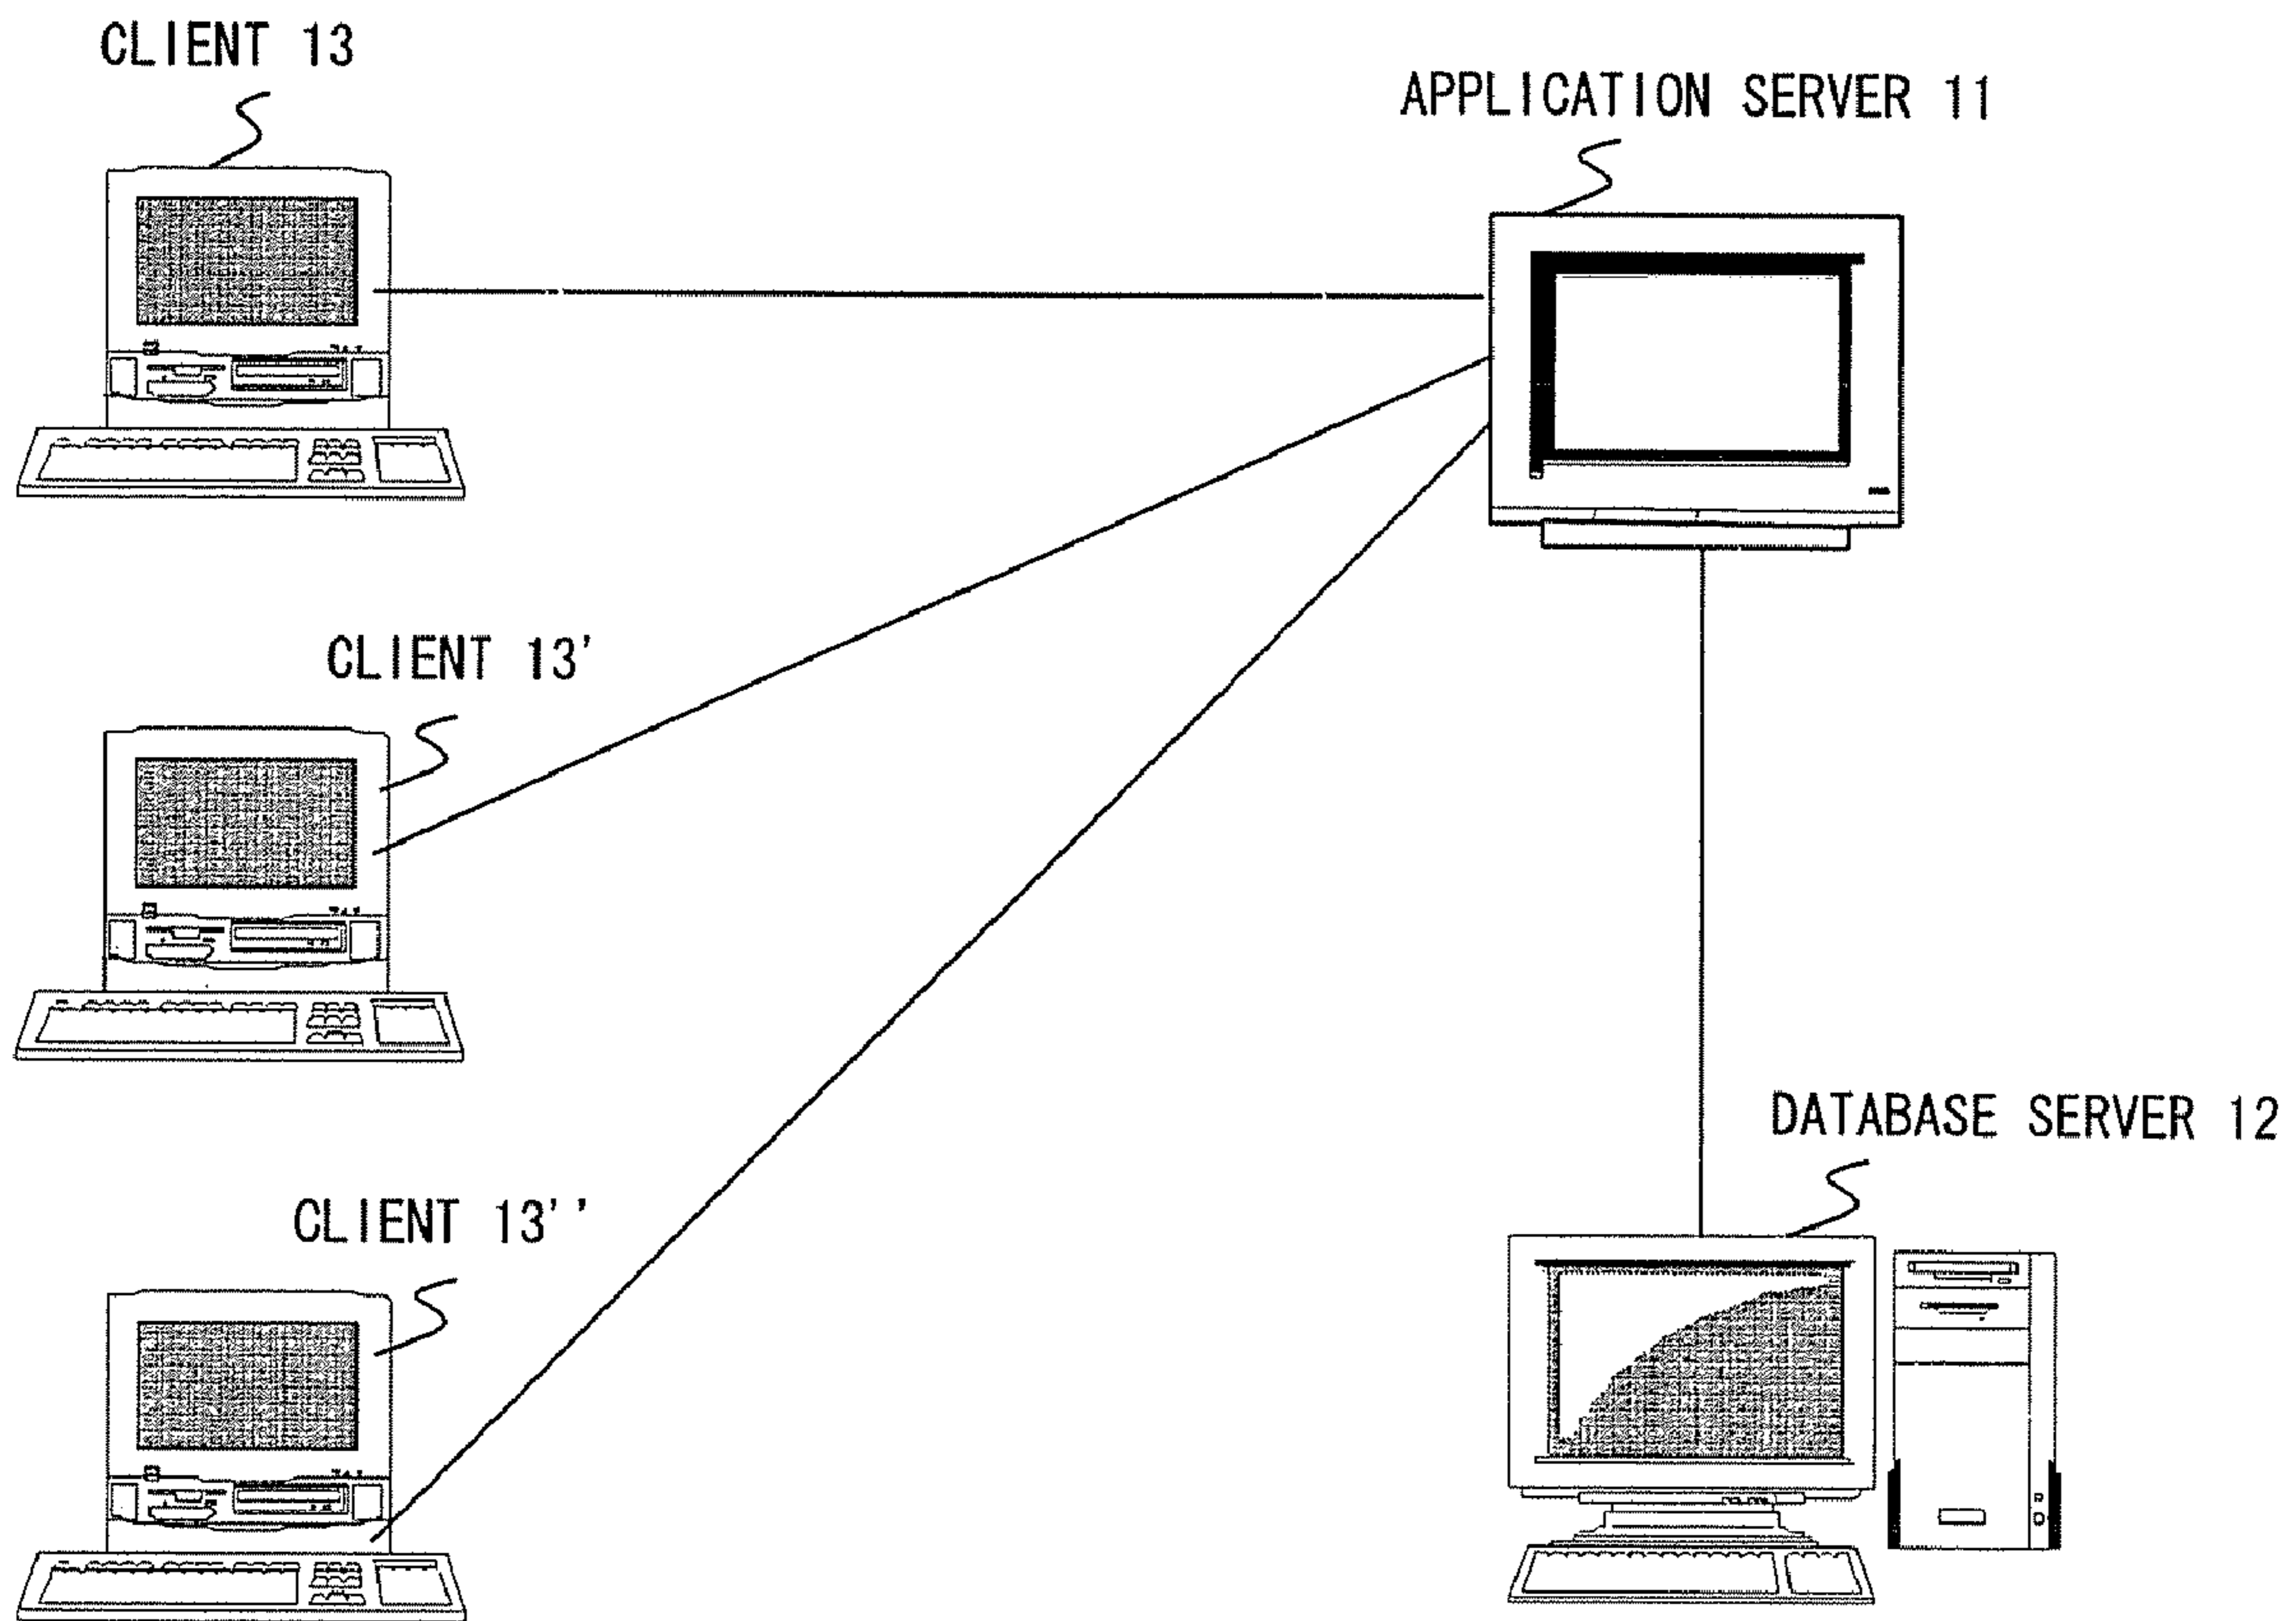 CLIENT 13
APPLICATION SERVER 11
CLIENT 13'
DATABASE SERVER 12
CLIENT 13''